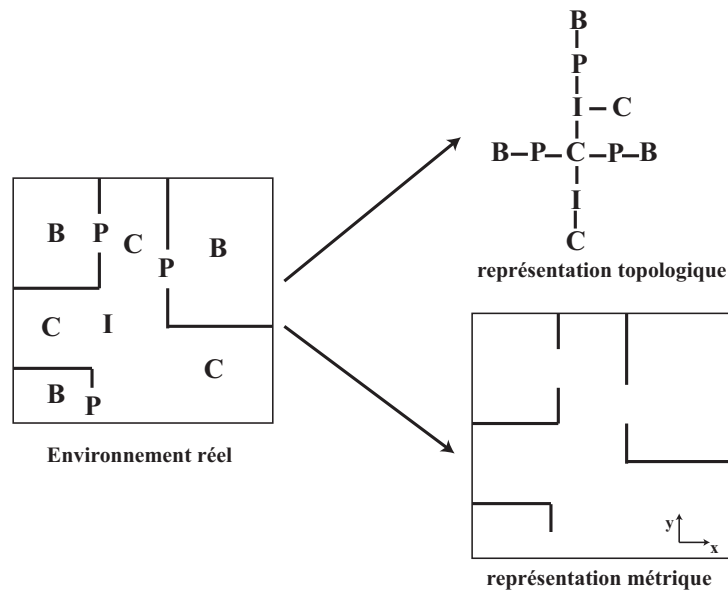 B
P
I C
B P C P B
I
C
représentation topologique
B P C B
P
C I
C
B P
Environnement réel
y
x
représentation métrique